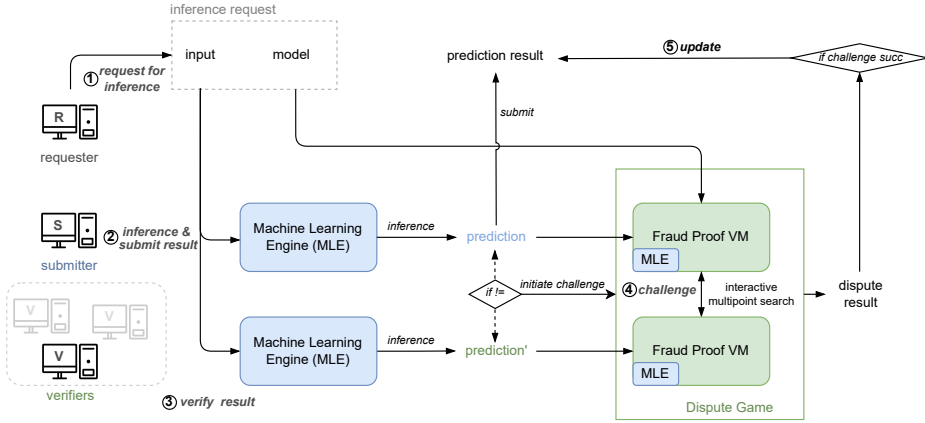 inference request
input
model
① request for
inference
R
requester
prediction result
⑤ update
if challenge succ
submit
S
submitter
② inference &
submit result
Machine Learning
Engine (MLE)
inference
prediction
Fraud Proof VM
MLE
if !=
initiate challenge
④ challenge
interactive
multipoint search
dispute
result
V
V
V
verifiers
Machine Learning
Engine (MLE)
inference
prediction'
Fraud Proof VM
MLE
③ verify result
Dispute Game